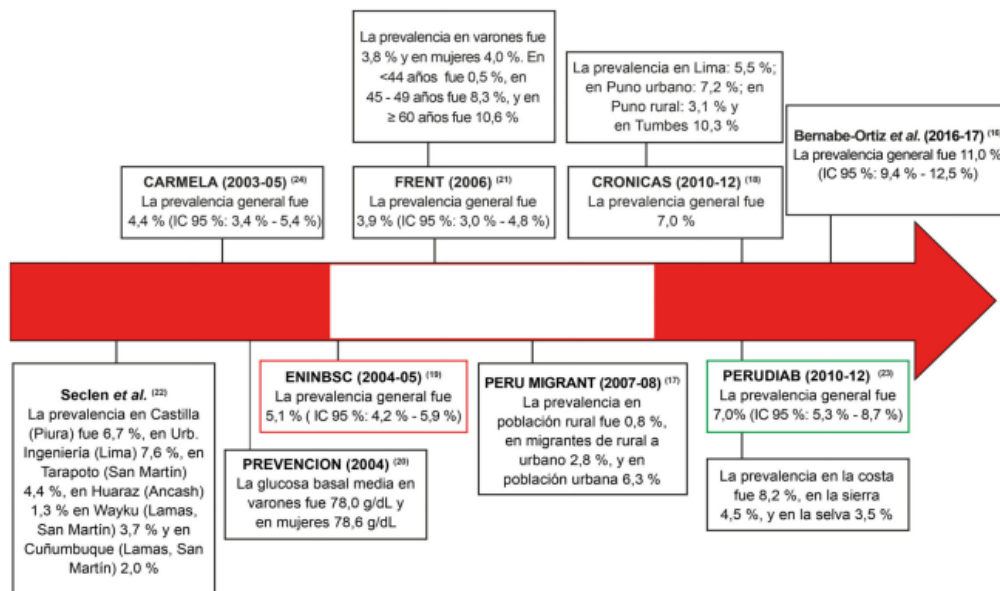 La prevalencia en varones fue
3,8 % y en mujeres 4,0 %. En
<44 años fue 0,5 %, en
45 - 49 años fue 8,3 %, y en
≥ 60 años fue 10,6 %
La prevalencia en Lima: 5,5 %;
en Puno urbano: 7,2 %; en
Puno rural: 3,1 % y
en Tumbes 10,3 %
Bernabe-Ortiz et al. (2016-17) (16)
La prevalencia general fue 11,0 %
(IC 95 %: 9,4 % - 12,5 %)
CARMELA (2003-05) (24)
La prevalencia general fue
4,4 % (IC 95 %: 3,4 % - 5,4 %)
FRENT (2006) (21)
La prevalencia general fue
3,9 % (IC 95 %: 3,0 % - 4,8 %)
CRONICAS (2010-12) (18)
La prevalencia general fue
7,0 %
Seclen et al. (22)
La prevalencia en Castilla
(Piura) fue 6,7 %, en Urb.
Ingeniería (Lima) 7,6 %, en
Tarapoto (San Martín)
4,4 %, en Huaraz (Ancash)
1,3 % en Wayku (Lamas,
San Martín) 3,7 % y en
Cuñumbuque (Lamas, San
Martín) 2,0 %
ENINBSC (2004-05) (19)
La prevalencia general fue
5,1 % ( IC 95 %: 4,2 % - 5,9 %)
PREVENCION (2004) (20)
La glucosa basal media en
varones fue 78,0 g/dL y
en mujeres 78,6 g/dL
PERU MIGRANT (2007-08) (17)
La prevalencia en
población rural fue 0,8 %,
en migrantes de rural a
urbano 2,8 %, y en
población urbana 6,3 %
PERUDIAB (2010-12) (23)
La prevalencia general fue
7,0% (IC 95 %: 5,3 % - 8,7 %)
La prevalencia en la costa
fue 8,2 %, en la sierra
4,5 %, y en la selva 3,5 %